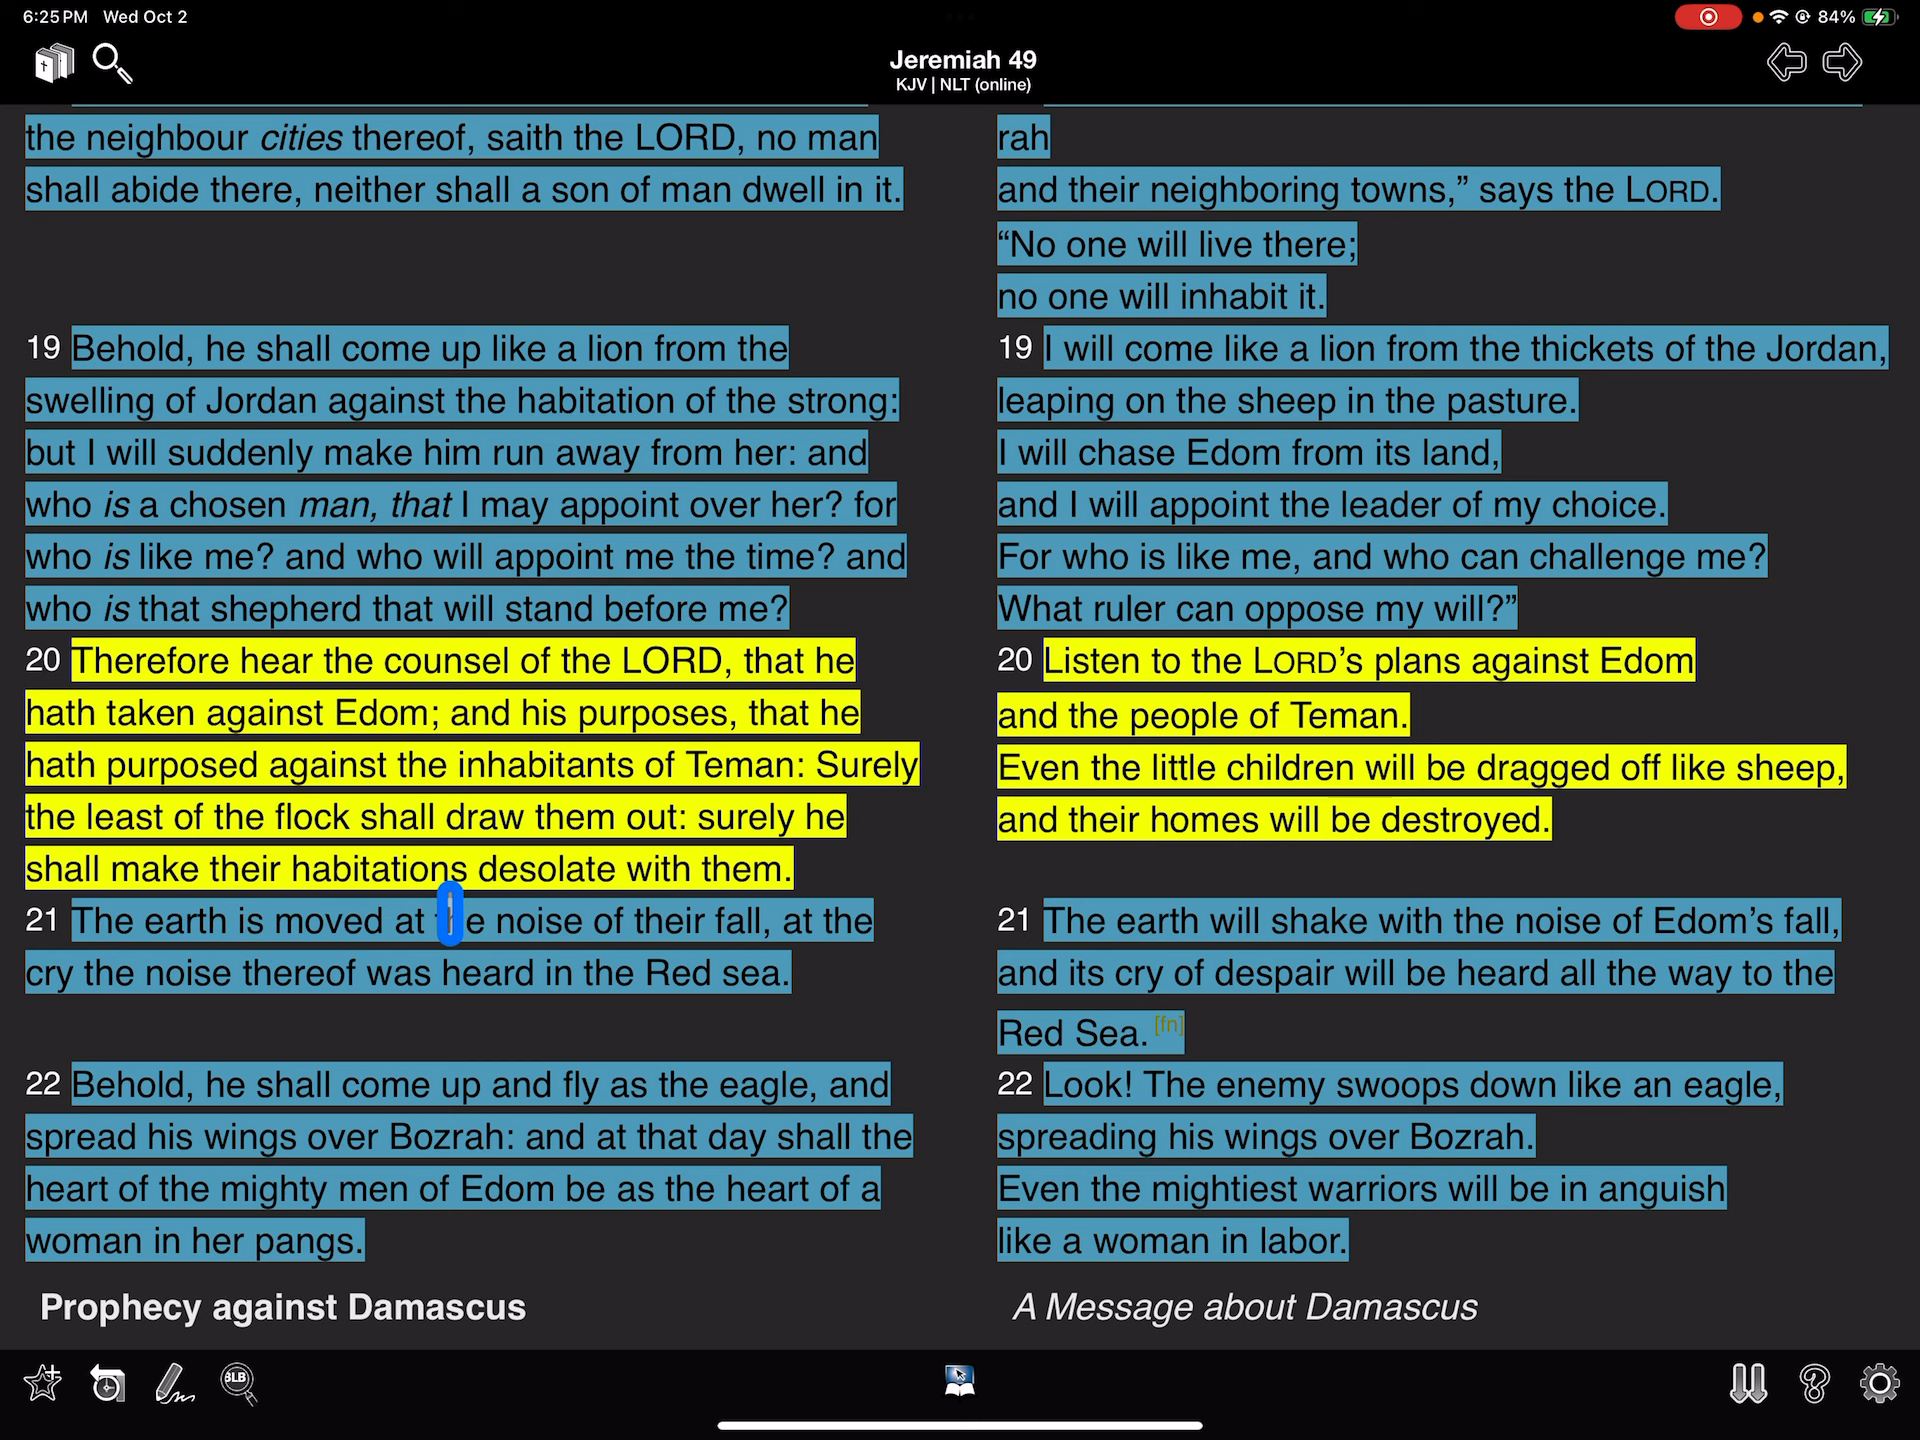 6:25 PM Wed Oct 2
84%
Jeremiah 49
KJV | NLT (online)
the neighbour cities thereof, saith the LORD, no man
shall abide there, neither shall a son of man dwell in it.
19 Behold, he shall come up like a lion from the
swelling of Jordan against the habitation of the strong:
but I will suddenly make him run away from her: and
who is a chosen man, that I may appoint over her? for
who is like me? and who will appoint me the time? and
who is that shepherd that will stand before me?
20 Therefore hear the counsel of the LORD, that he
hath taken against Edom; and his purposes, that he
hath purposed against the inhabitants of Teman: Surely
the least of the flock shall draw them out: surely he
shall make their habitations desolate with them.
21 The earth is moved at the noise of their fall, at the
cry the noise thereof was heard in the Red sea.
22 Behold, he shall come up and fly as the eagle, and
spread his wings over Bozrah: and at that day shall the
heart of the mighty men of Edom be as the heart of a
woman in her pangs.
Prophecy against Damascus
rah
and their neighboring towns,” says the LORD.
“No one will live there;
no one will inhabit it.
19 I will come like a lion from the thickets of the Jordan,
leaping on the sheep in the pasture.
I will chase Edom from its land,
and I will appoint the leader of my choice.
For who is like me, and who can challenge me?
What ruler can oppose my will?”
20 Listen to the LORD’s plans against Edom
and the people of Teman.
Even the little children will be dragged off like sheep,
and their homes will be destroyed.
21 The earth will shake with the noise of Edom’s fall,
and its cry of despair will be heard all the way to the
Red Sea. [fn]
22 Look! The enemy swoops down like an eagle,
spreading his wings over Bozrah.
Even the mightiest warriors will be in anguish
like a woman in labor.
A Message about Damascus
BLB